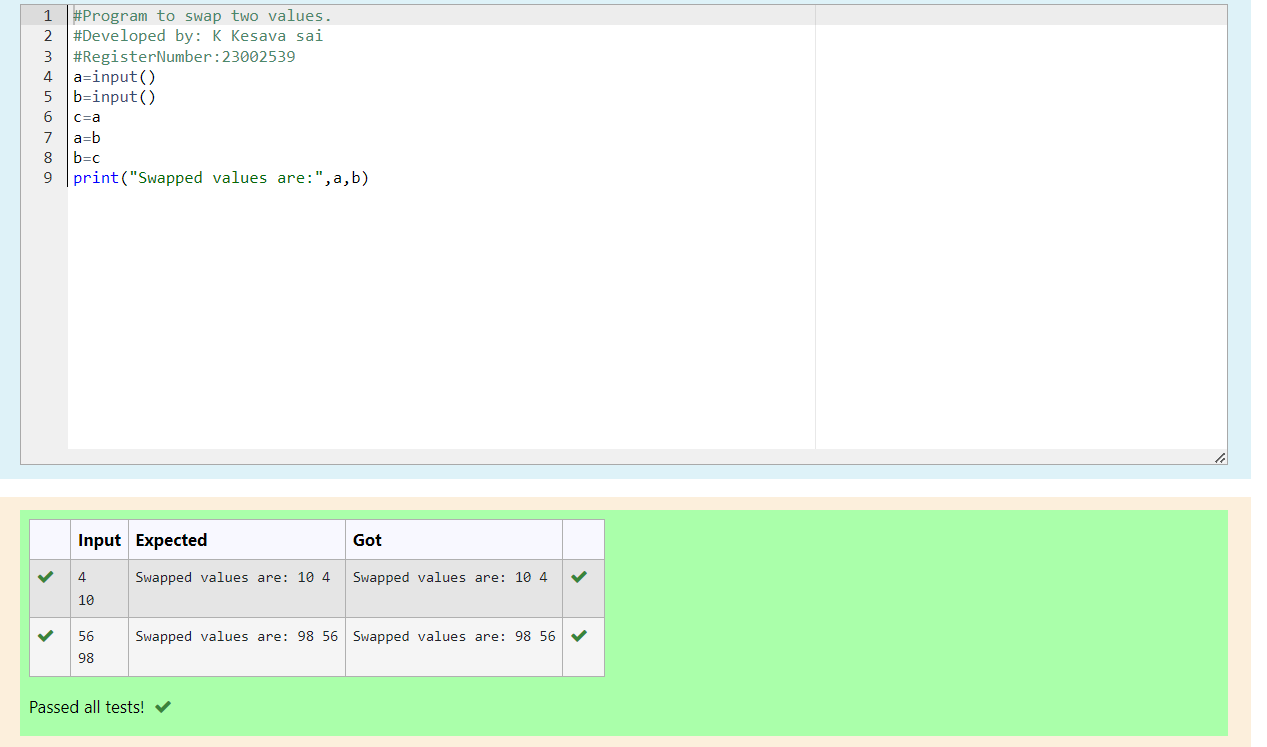 1 #Program to swap two values.
2 #Developed by: K Kesava sai
3 #RegisterNumber:23002539
4 a=input()
5 b=input()
6 c=a
7 a=b
8 b=c
9 print("Swapped values are:",a,b)
Input Expected Got
4 Swapped values are: 10 4 Swapped values are: 10 4
10
56 Swapped values are: 98 56 Swapped values are: 98 56
98
Passed all tests!